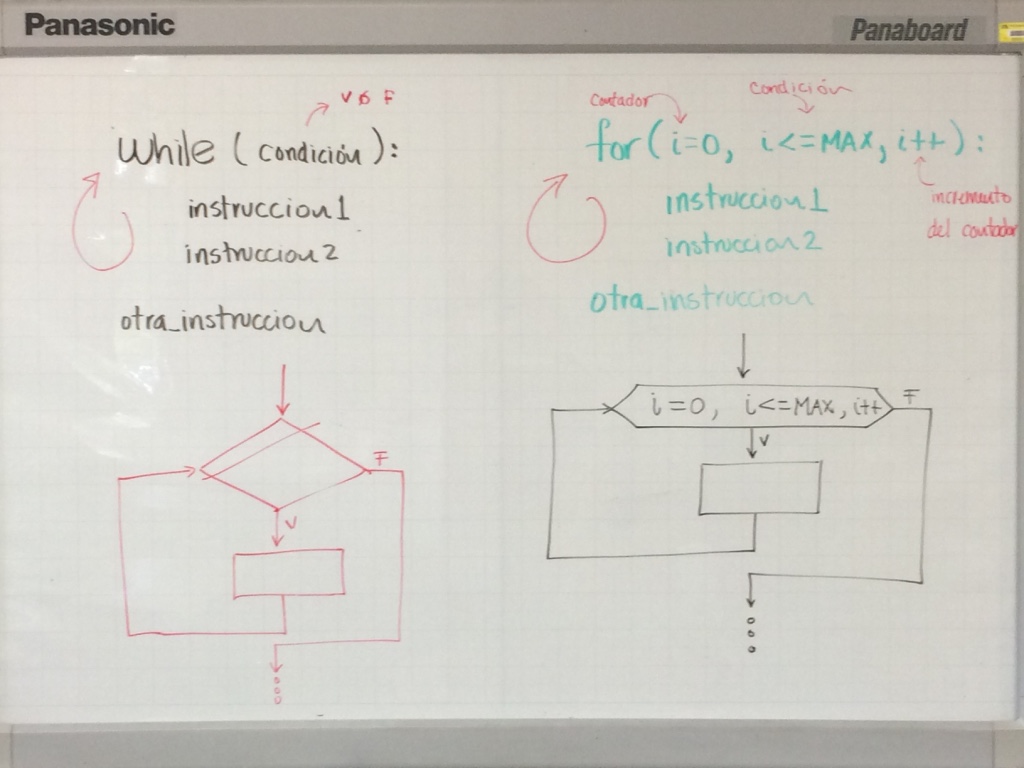 Panasonic
Panaboard
V ó F
while (condición):
instruccion1
instruccion2
otra_instruccion
F
V
Contador
condición
for(i=0, i<=MAX, i++):
instruccion1
incremento
del contador
instruccion2
otra_instruccion
i=0, i<=MAX, i++
F
V